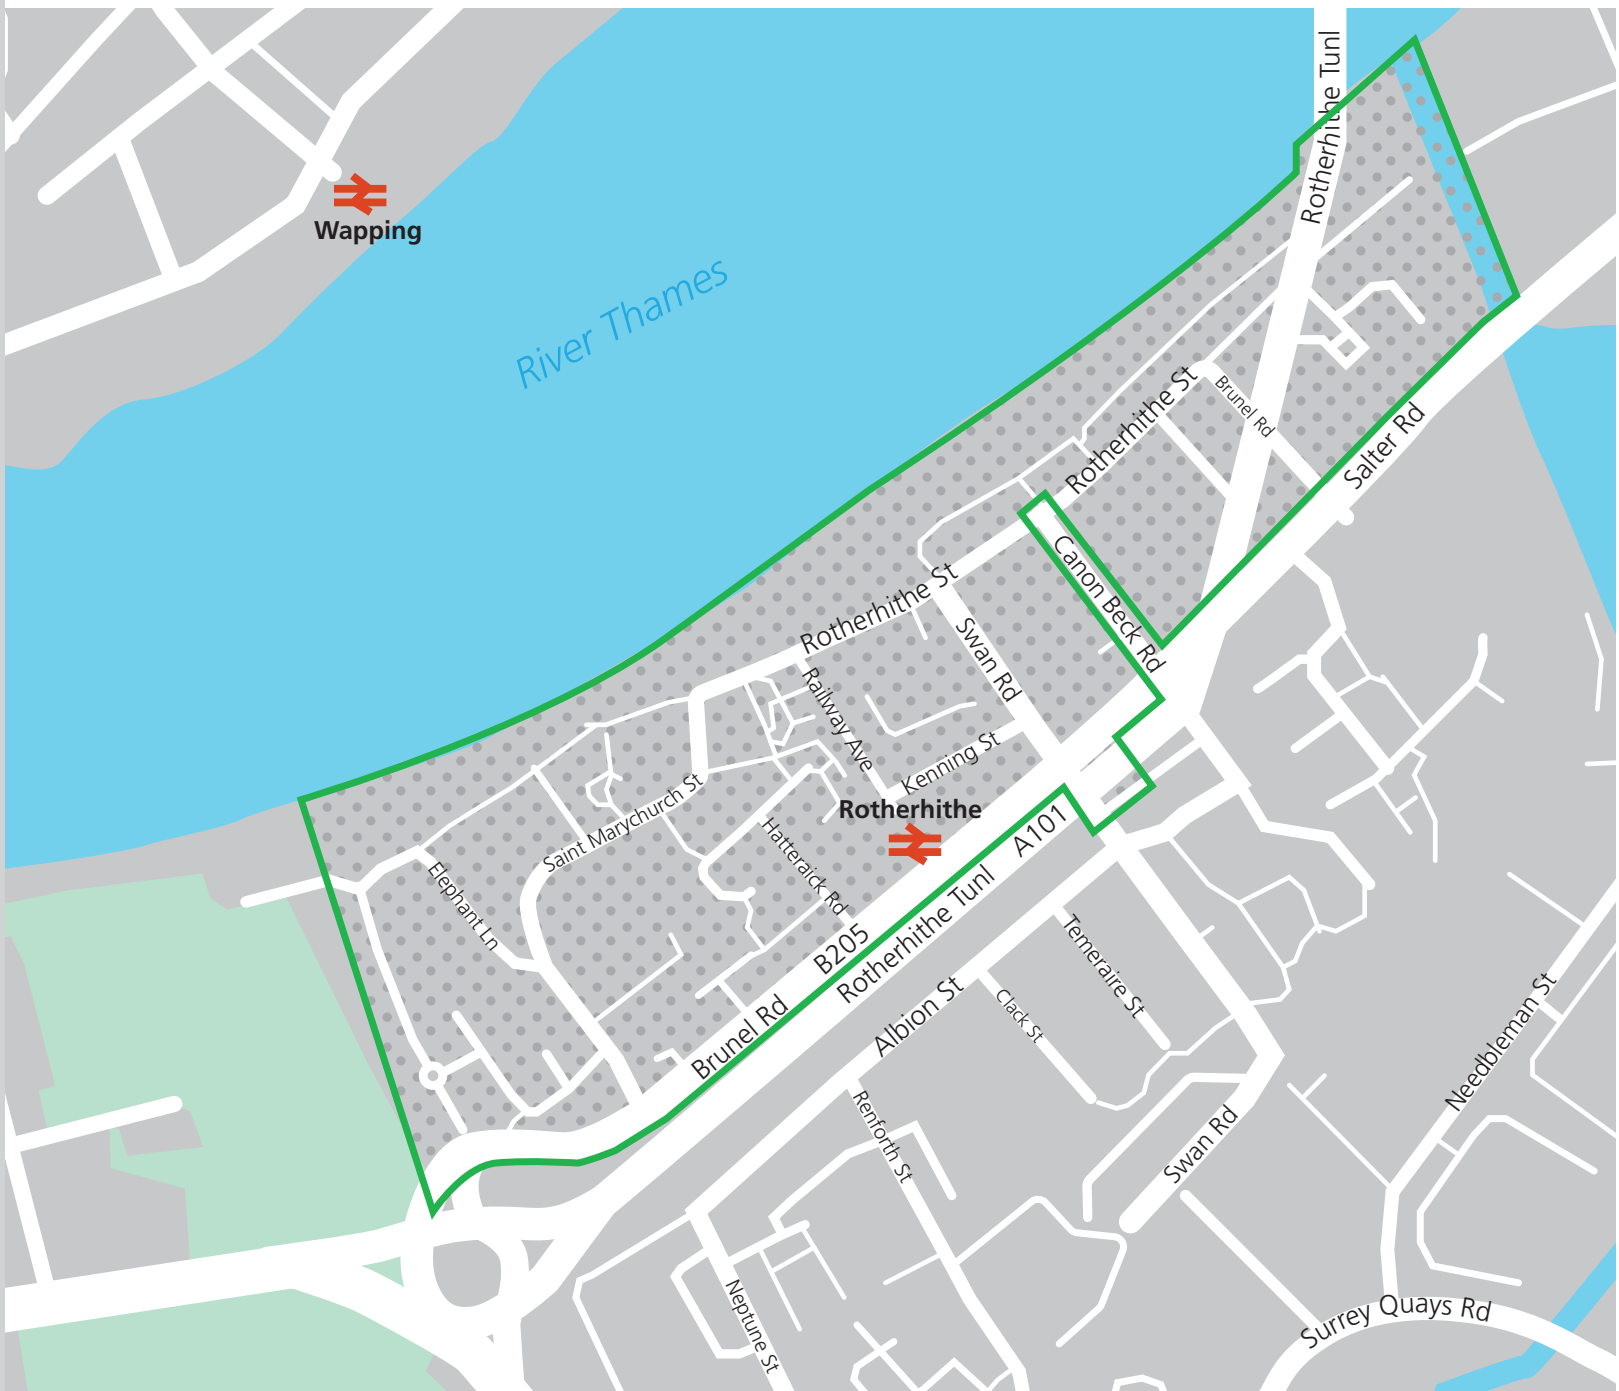 Rotherhithe Tunl
Wapping
River Thames
Rotherhithe St
Brunel Rd
Salter Rd
Canon Beck Rd
Rotherhithe St
Swan Rd
Railway Ave
Kenning St
Saint Marychurch St
Rotherhithe
Hatteraick Rd
A101
Rotherhithe Tunl
Elephant Ln
B205
Brunel Rd
Albion St
Temeraire St
Clack St
Needbleman St
Renforth St
Swan Rd
Neptune St
Surrey Quays Rd